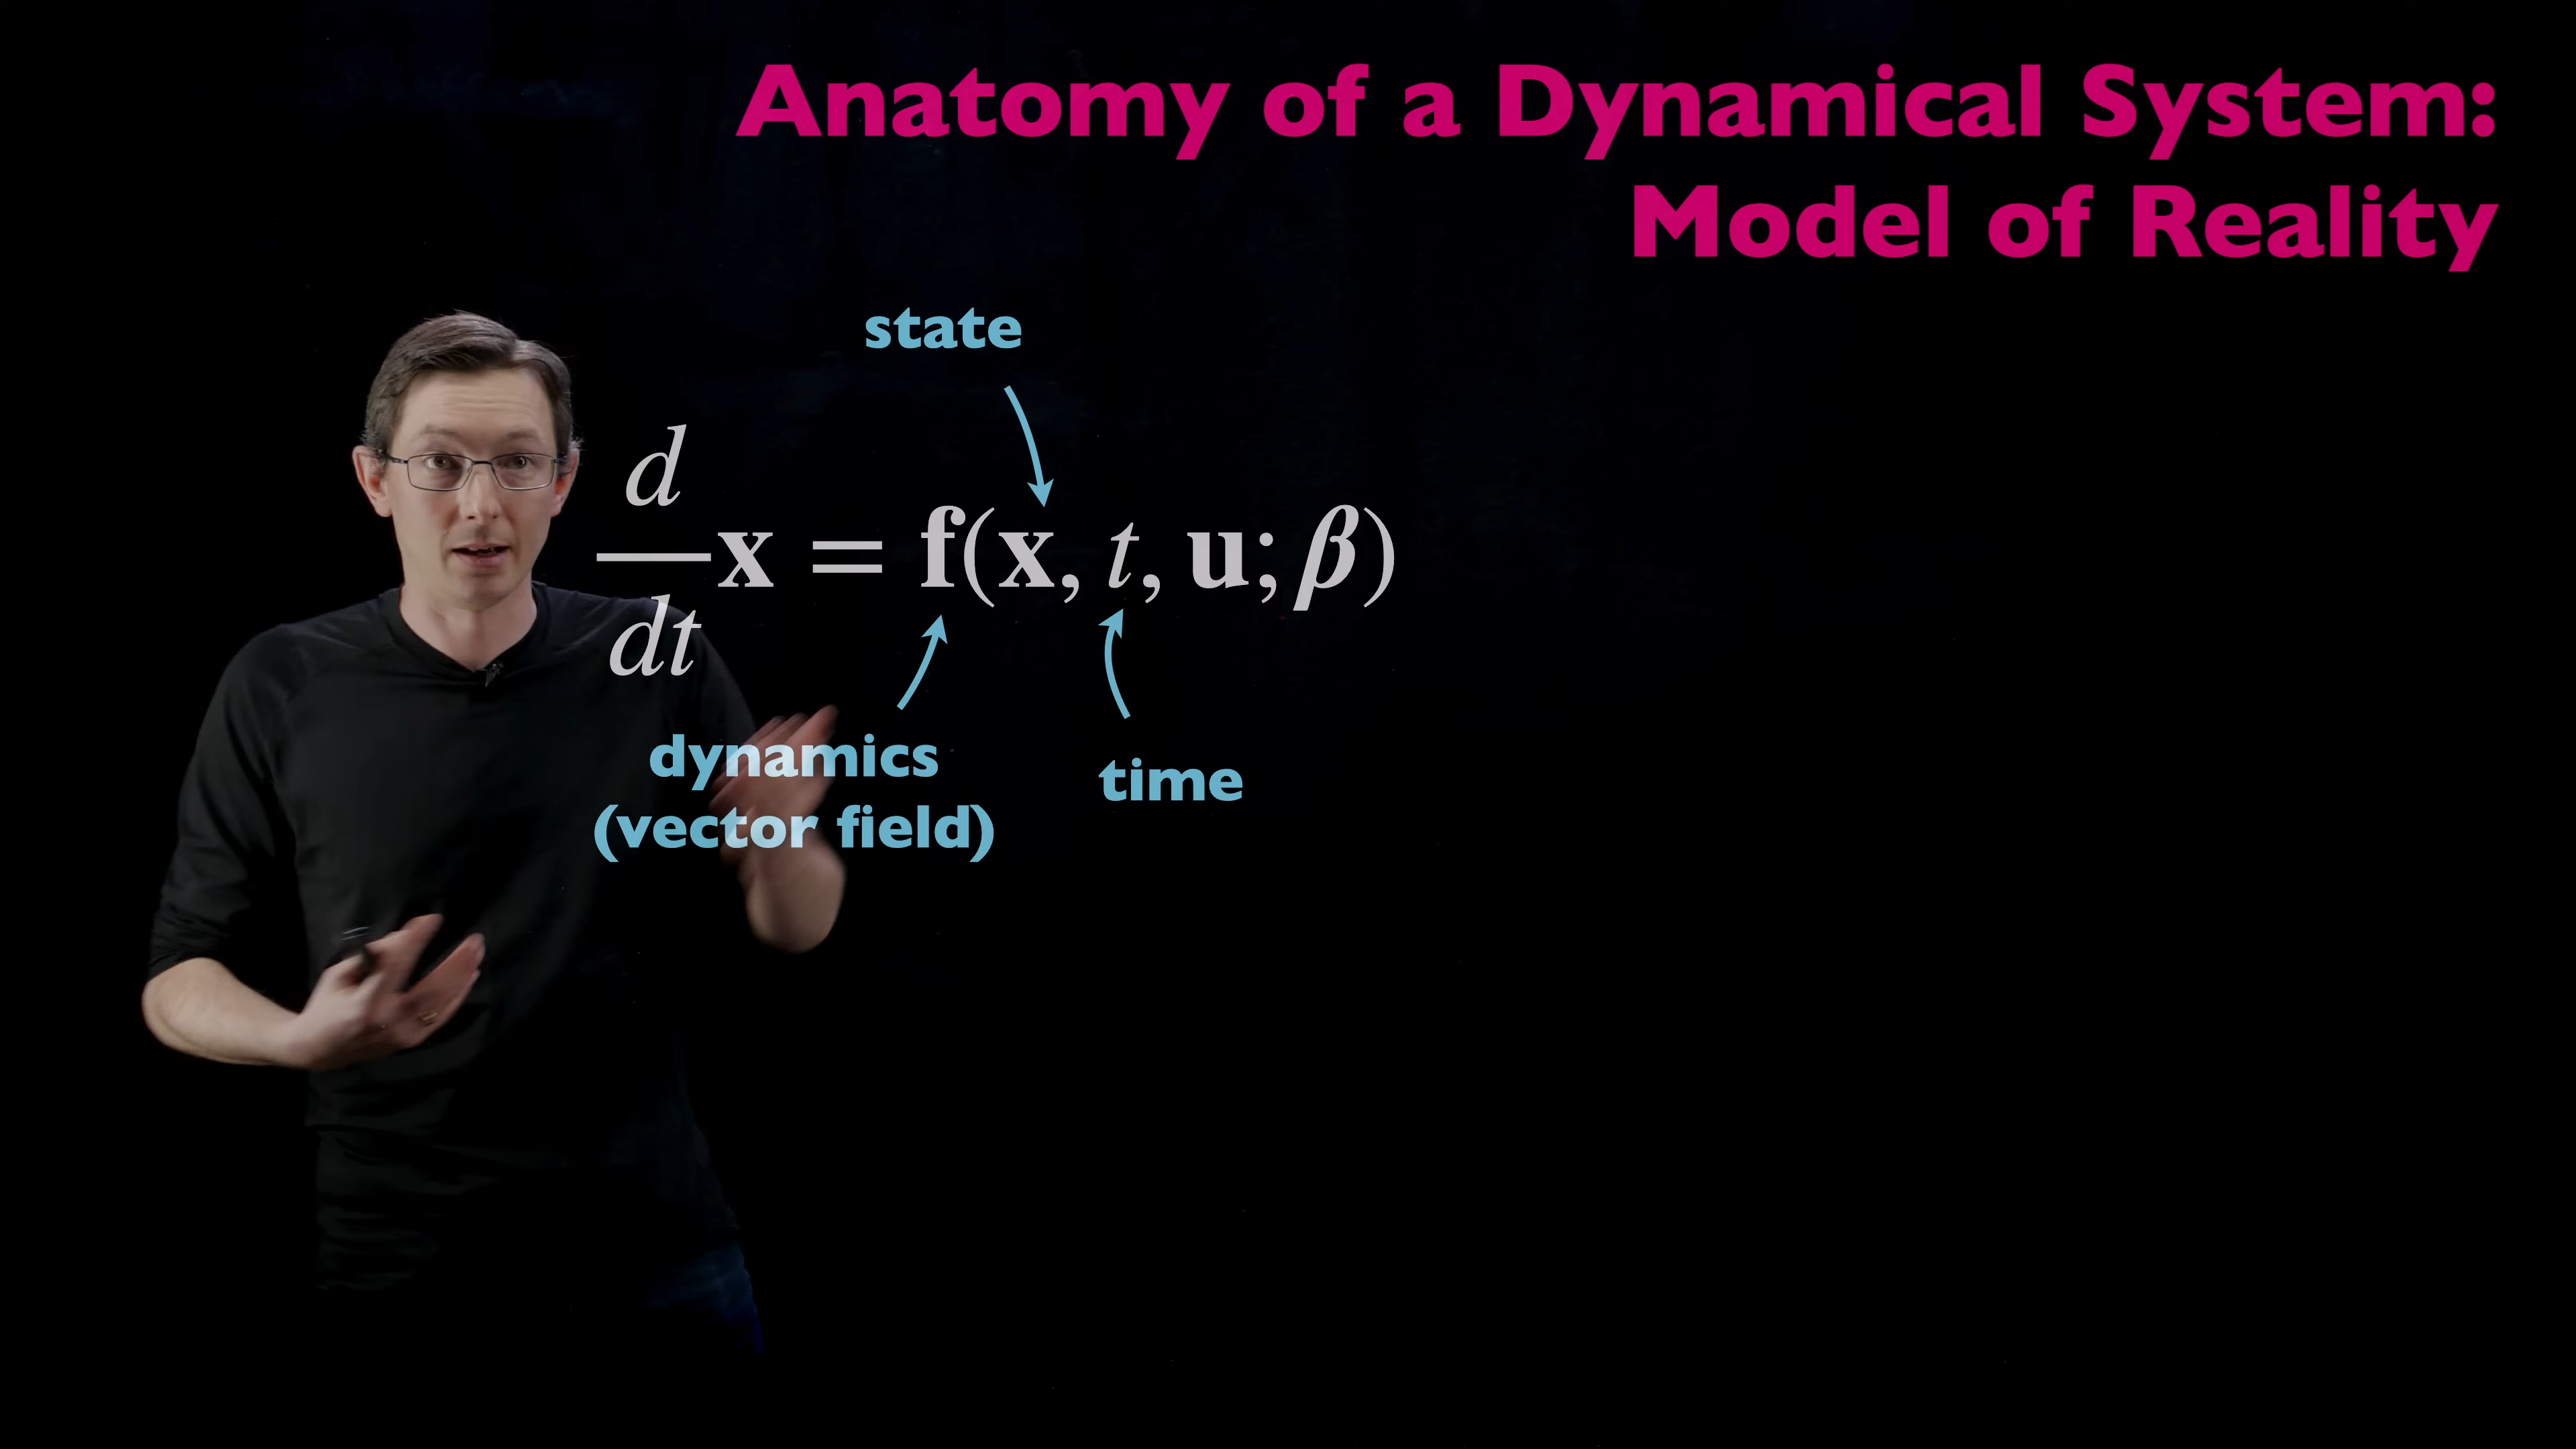 Anatomy of a Dynamical System:
Model of Reality
state
d/dt 𝐱 = 𝐟(𝐱, t, 𝐮; 𝜷)
dynamics
(vector field)
time